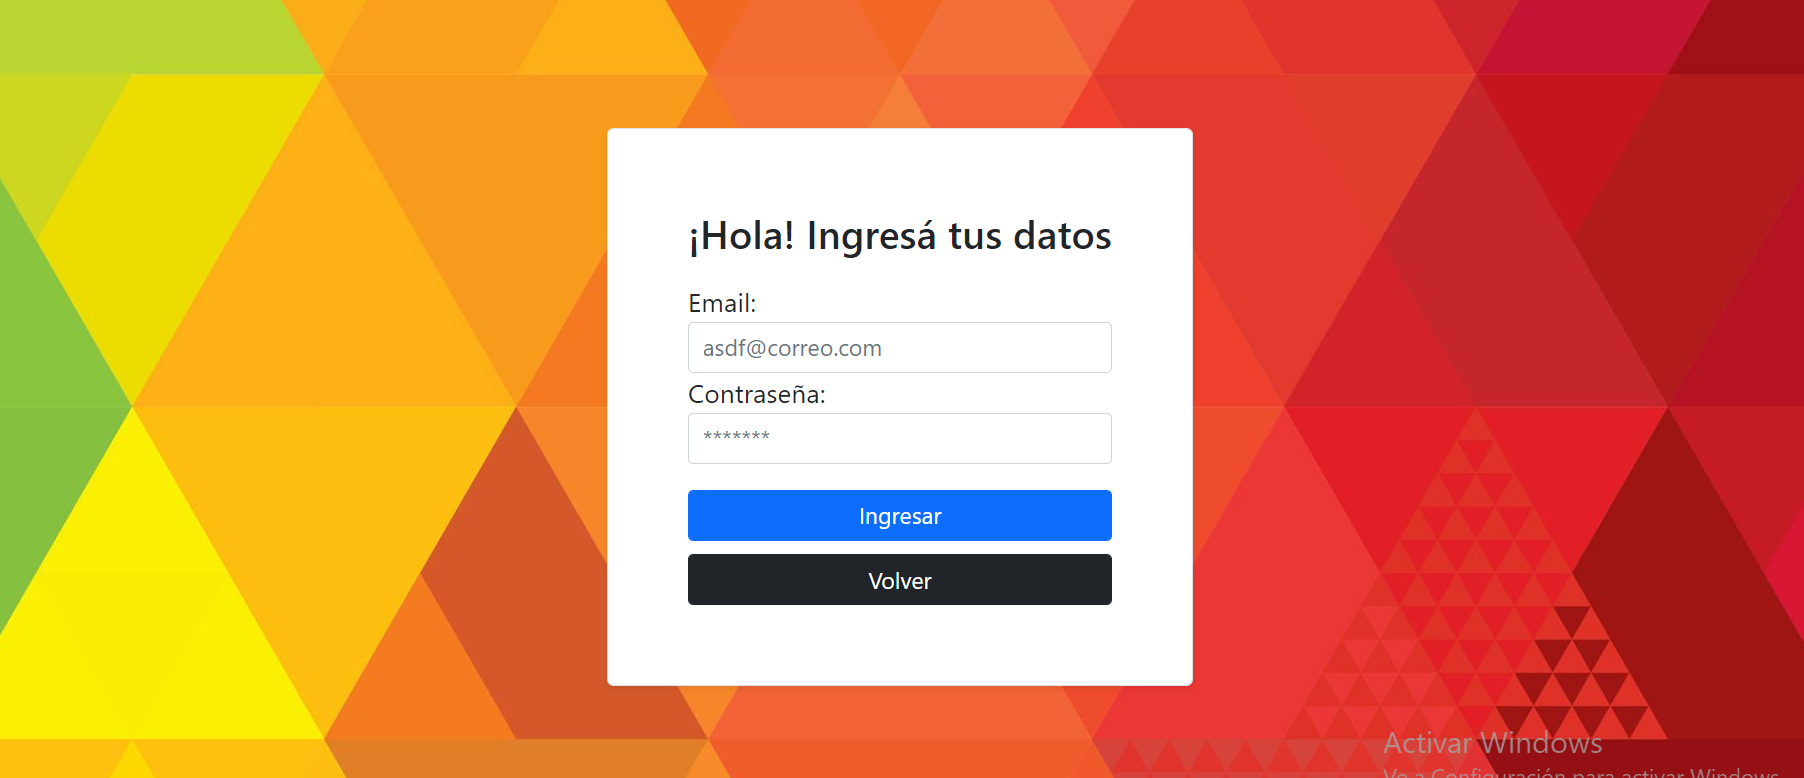 ¡Hola! Ingresá tus datos
Email:
asdf@correo.com
Contraseña:
*******
Ingresar
Volver
Activar Windows
Ve a Configuración para activar Windows.